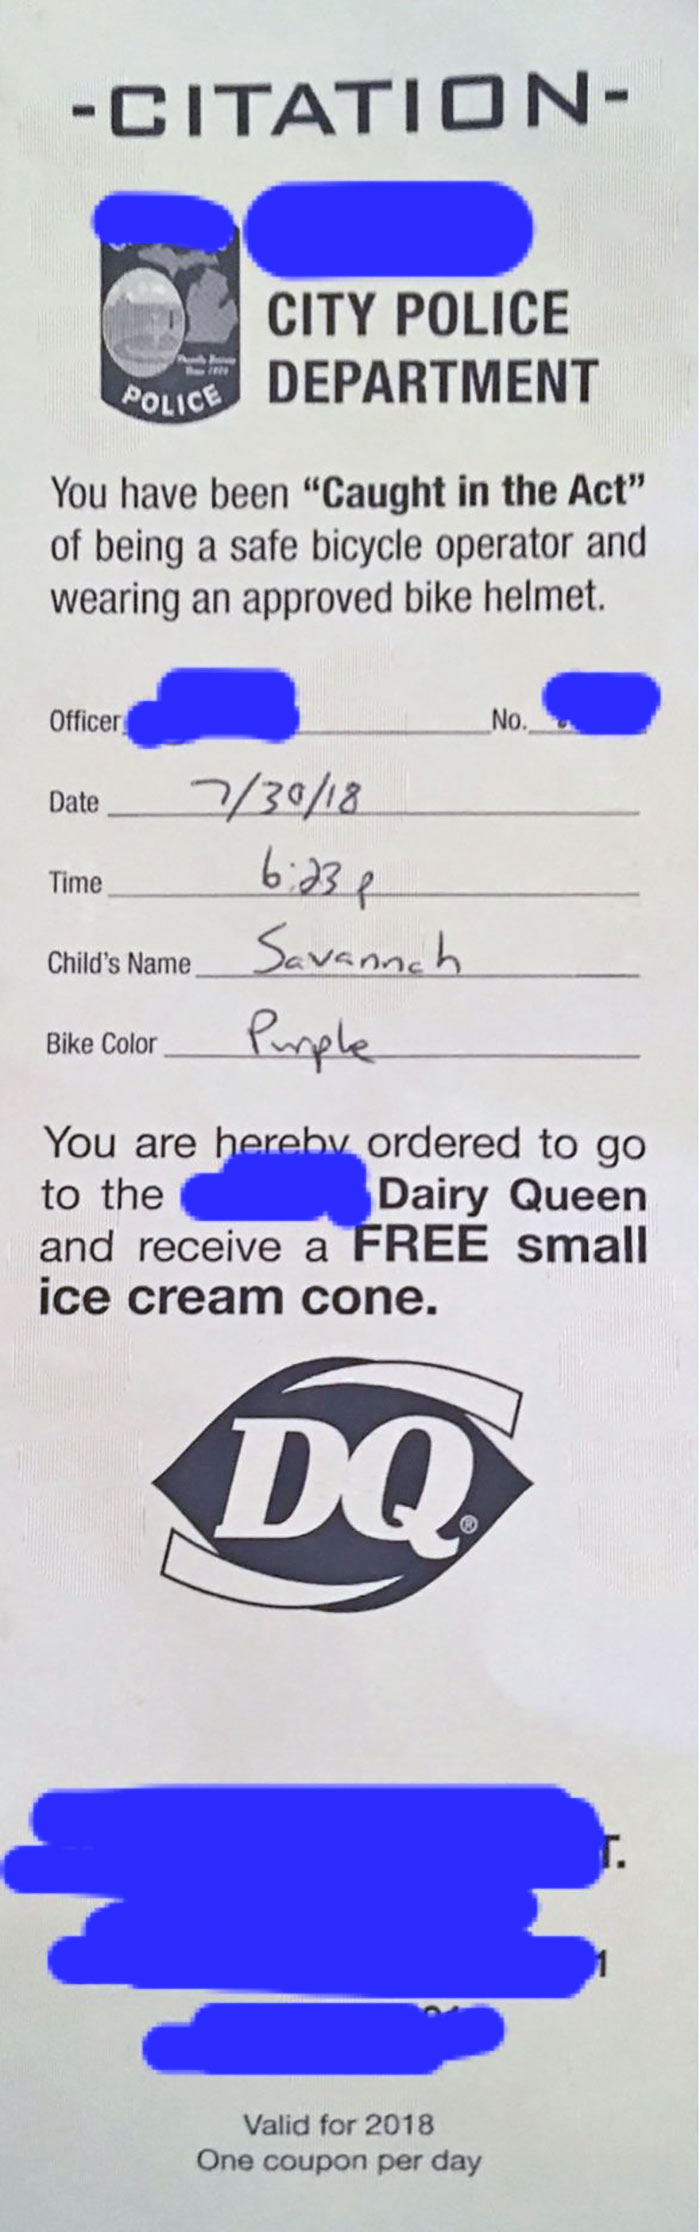 -CITATION-
POLICE
CITY POLICE
DEPARTMENT
You have been “Caught in the Act”
of being a safe bicycle operator and
wearing an approved bike helmet.
Officer No.
Date 7/30/18
Time 6:23 p
Child's Name Savannah
Bike Color Purple
You are hereby ordered to go
to the Dairy Queen
and receive a FREE small
ice cream cone.
DQ®
T.
1
Valid for 2018
One coupon per day